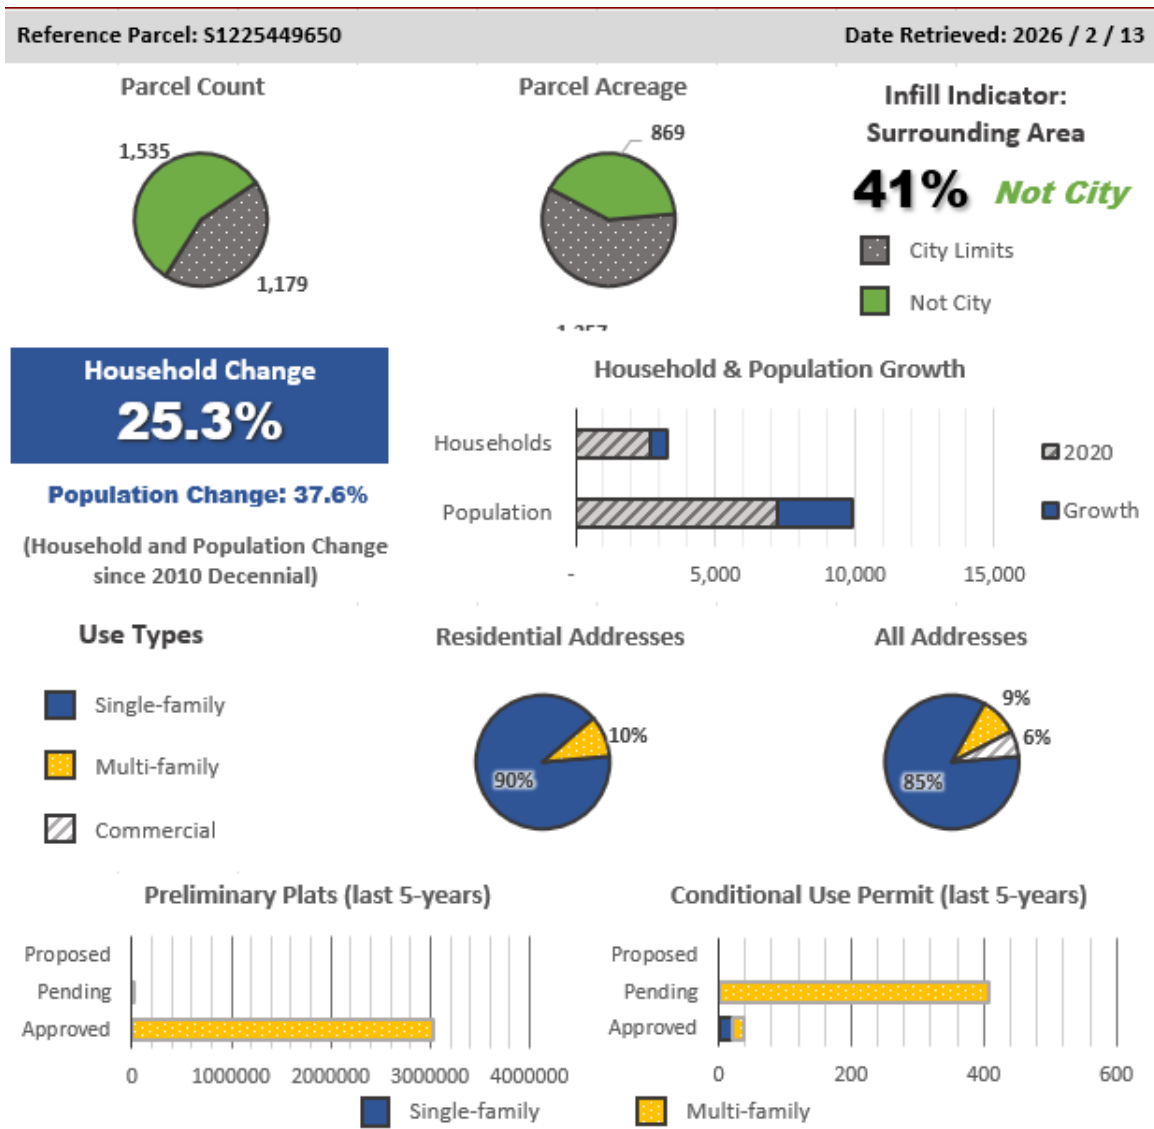 Reference Parcel: S1225449650 Date Retrieved: 2026 / 2 / 13
Parcel Count
1,535
1,179
Parcel Acreage
869
Infill Indicator:
Surrounding Area
41% Not City
City Limits
Not City
Household Change
25.3%
Population Change: 37.6%
(Household and Population Change
since 2010 Decennial)
Household & Population Growth
Households
Population
- 5,000 10,000 15,000
2020
Growth
Use Types
Single-family
Multi-family
Commercial
Residential Addresses
10%
90%
All Addresses
9%
6%
85%
Preliminary Plats (last 5-years)
Proposed
Pending
Approved
0 1000000 2000000 3000000 4000000
Conditional Use Permit (last 5-years)
Proposed
Pending
Approved
0 200 400 600
Single-family Multi-family